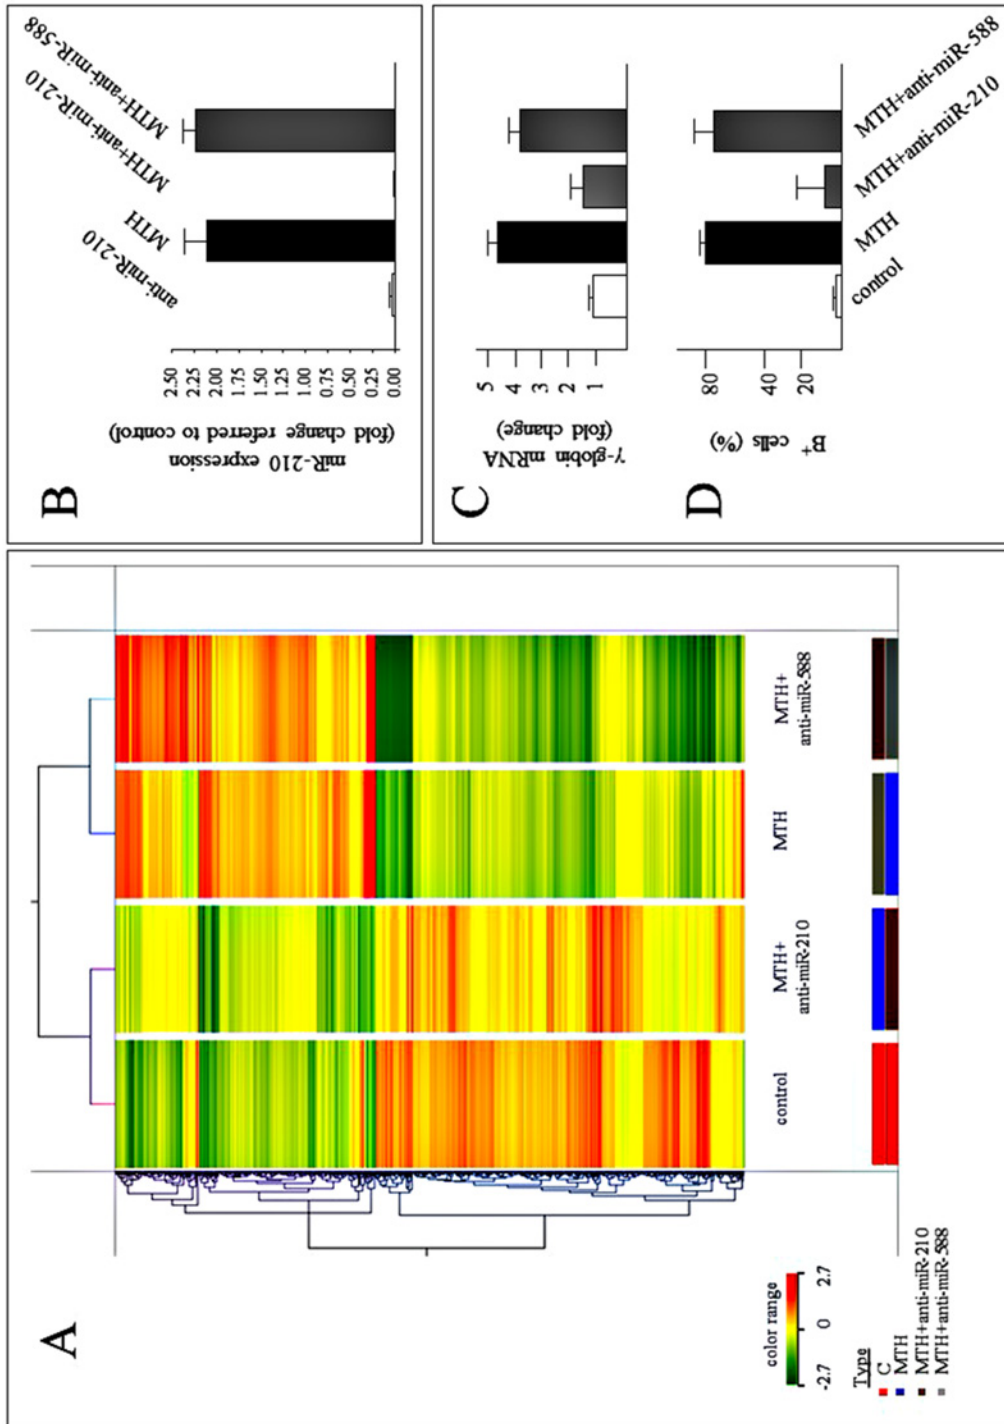 A
control
MTH+
anti-miR-210
MTH
MTH+
anti-miR-588
color range
-2.7
0
2.7
Type
C
MTH
MTH+anti-miR-210
MTH+anti-miR-588
B
miR-210 expression
(fold change referred to control)
2.50
2.25
2.00
1.75
1.50
1.25
1.00
0.75
0.50
0.25
0.00
anti-miR-210
MTH
MTH+anti-miR-210
MTH+anti-miR-588
C
γ-globin mRNA
(fold change)
5
4
3
2
1
D
B+ cells (%)
80
40
20
control
MTH
MTH+anti-miR-210
MTH+anti-miR-588